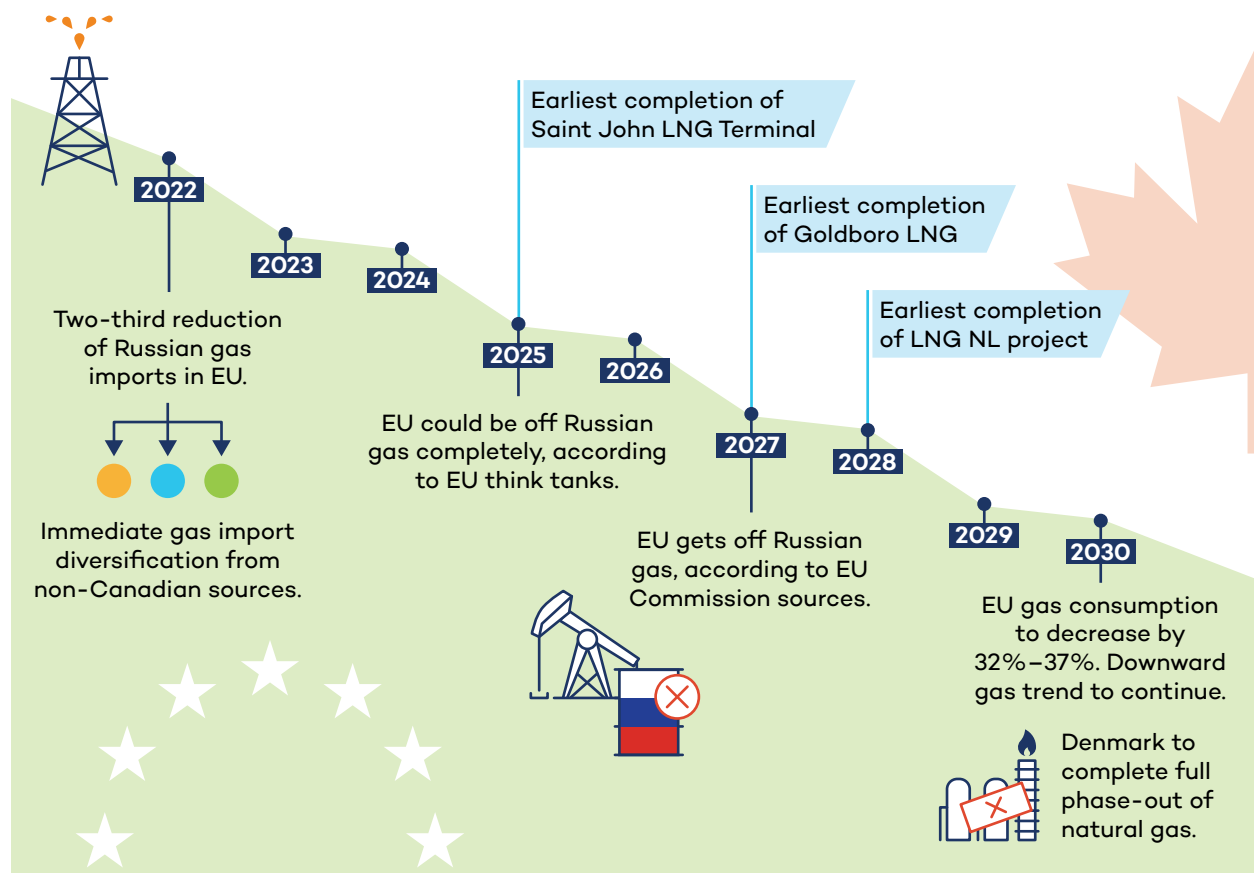 Earliest completion of
Saint John LNG Terminal
Earliest completion
of Goldboro LNG
Earliest completion
of LNG NL project
2022
2023
2024
2025
2026
2027
2028
2029
2030
Two-third reduction
of Russian gas
imports in EU.
Immediate gas import
diversification from
non-Canadian sources.
EU could be off Russian
gas completely, according
to EU think tanks.
EU gets off Russian
gas, according to EU
Commission sources.
EU gas consumption
to decrease by
32%–37%. Downward
gas trend to continue.
Denmark to
complete full
phase-out of
natural gas.